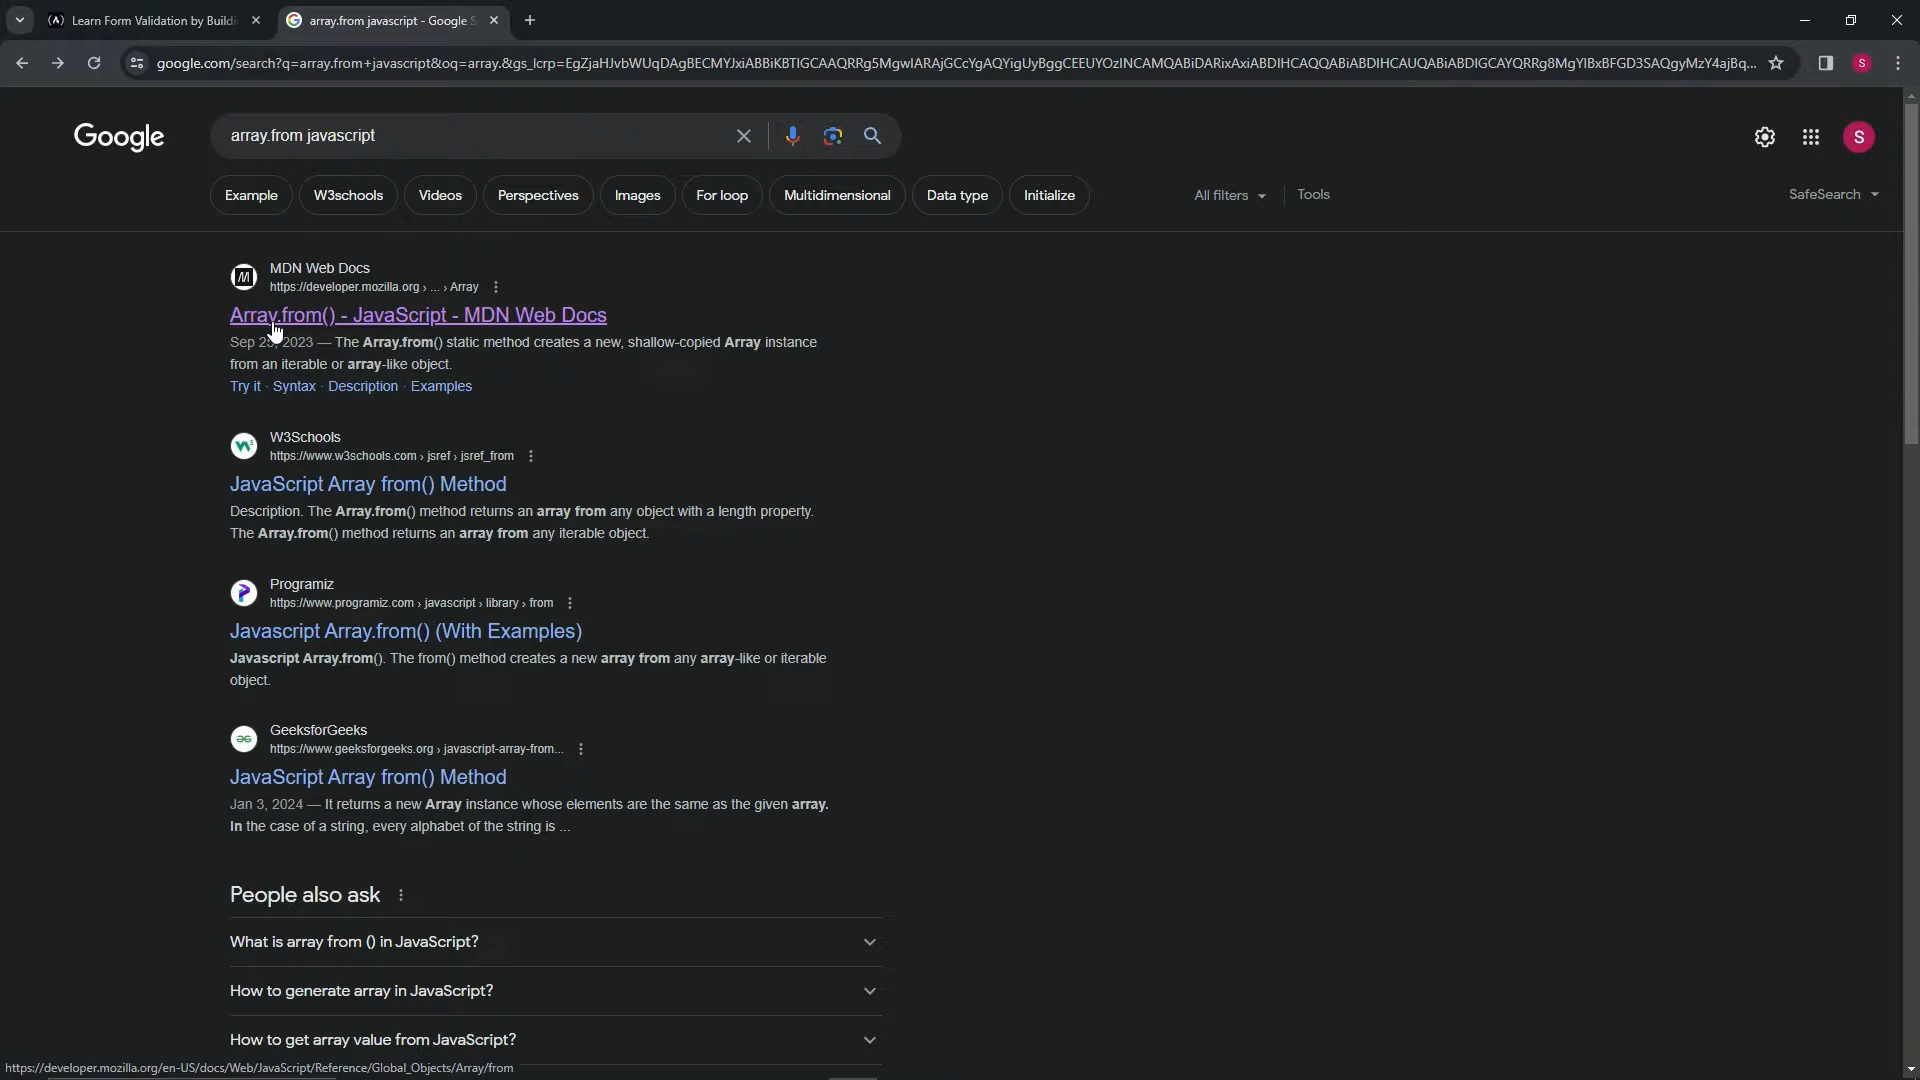 Learn Form Validation by Buildi
array.from javascript - Google S
google.com/search?q=array.from+javascript&oq=array.&gs_lcrp=EgZjaHJvbWUqDAgBECMYJxiABBiKBTIGCAAQRRg5MgwIARAjGCcYgAQYigUyBggCEEUYOzINCAMQABiDARixAxiABDIHCAQQABiABDIHCAUQABiABDIGCAYQRRg8MgYIBxBFGD3SAQgyMzY4ajBq...
S
Google
array.from javascript
S
Example
W3schools
Videos
Perspectives
Images
For loop
Multidimensional
Data type
Initialize
All filters
Tools
SafeSearch
MDN Web Docs
https://developer.mozilla.org › ... › Array
Array.from() - JavaScript - MDN Web Docs
Sep 25, 2023 — The Array.from() static method creates a new, shallow-copied Array instance
from an iterable or array-like object.
Try it · Syntax · Description · Examples
W3Schools
https://www.w3schools.com › jsref › jsref_from
JavaScript Array from() Method
Description. The Array.from() method returns an array from any object with a length property.
The Array.from() method returns an array from any iterable object.
Programiz
https://www.programiz.com › javascript › library › from
Javascript Array.from() (With Examples)
Javascript Array.from(). The from() method creates a new array from any array-like or iterable
object.
GeeksforGeeks
https://www.geeksforgeeks.org › javascript-array-from...
JavaScript Array from() Method
Jan 3, 2024 — It returns a new Array instance whose elements are the same as the given array.
In the case of a string, every alphabet of the string is ...
People also ask
What is array from () in JavaScript?
How to generate array in JavaScript?
How to get array value from JavaScript?
https://developer.mozilla.org/en-US/docs/Web/JavaScript/Reference/Global_Objects/Array/from